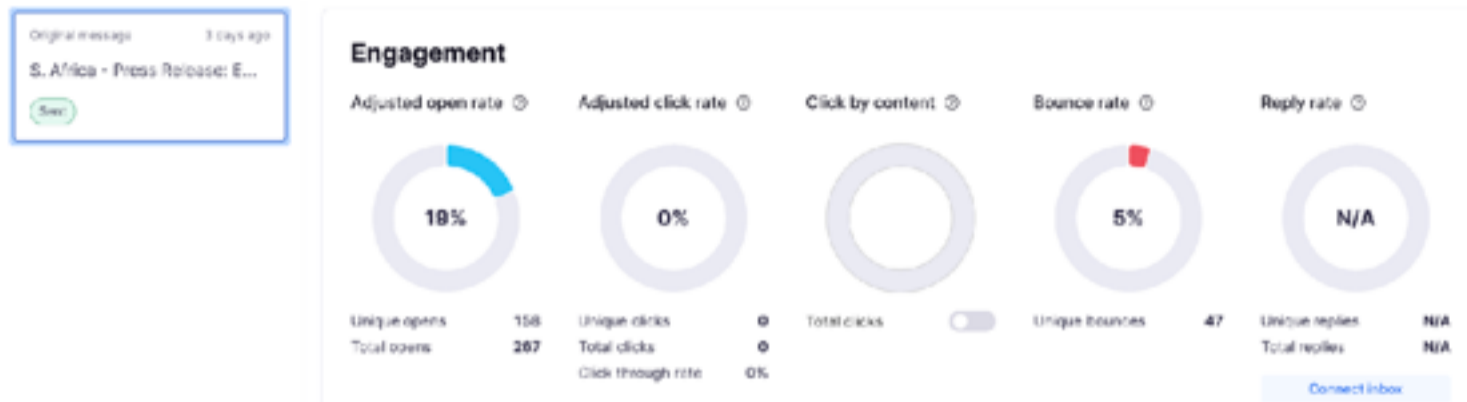 Original message 3 days ago
S. Africa - Press Release: E...
Sent
Engagement
Adjusted open rate
Adjusted click rate
Click by content
Bounce rate
Reply rate
19%
0%
5%
N/A
Unique opens 158
Total opens 267
Unique clicks 0
Total clicks 0
Click through rate 0%
Total clicks
Unique bounces 47
Unique replies N/A
Total replies N/A
Connect inbox